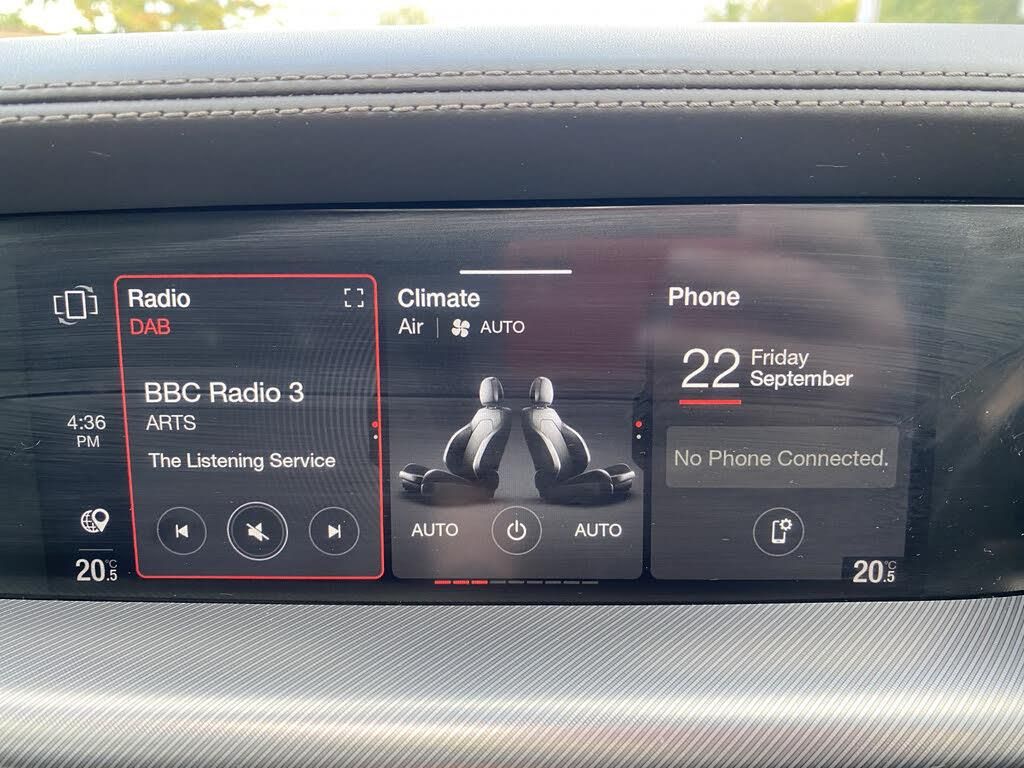 Radio
DAB
BBC Radio 3
ARTS
The Listening Service
4:36
PM
20.5°C
Climate
Air | AUTO
AUTO
AUTO
Phone
22
Friday
September
No Phone Connected.
20.5°C